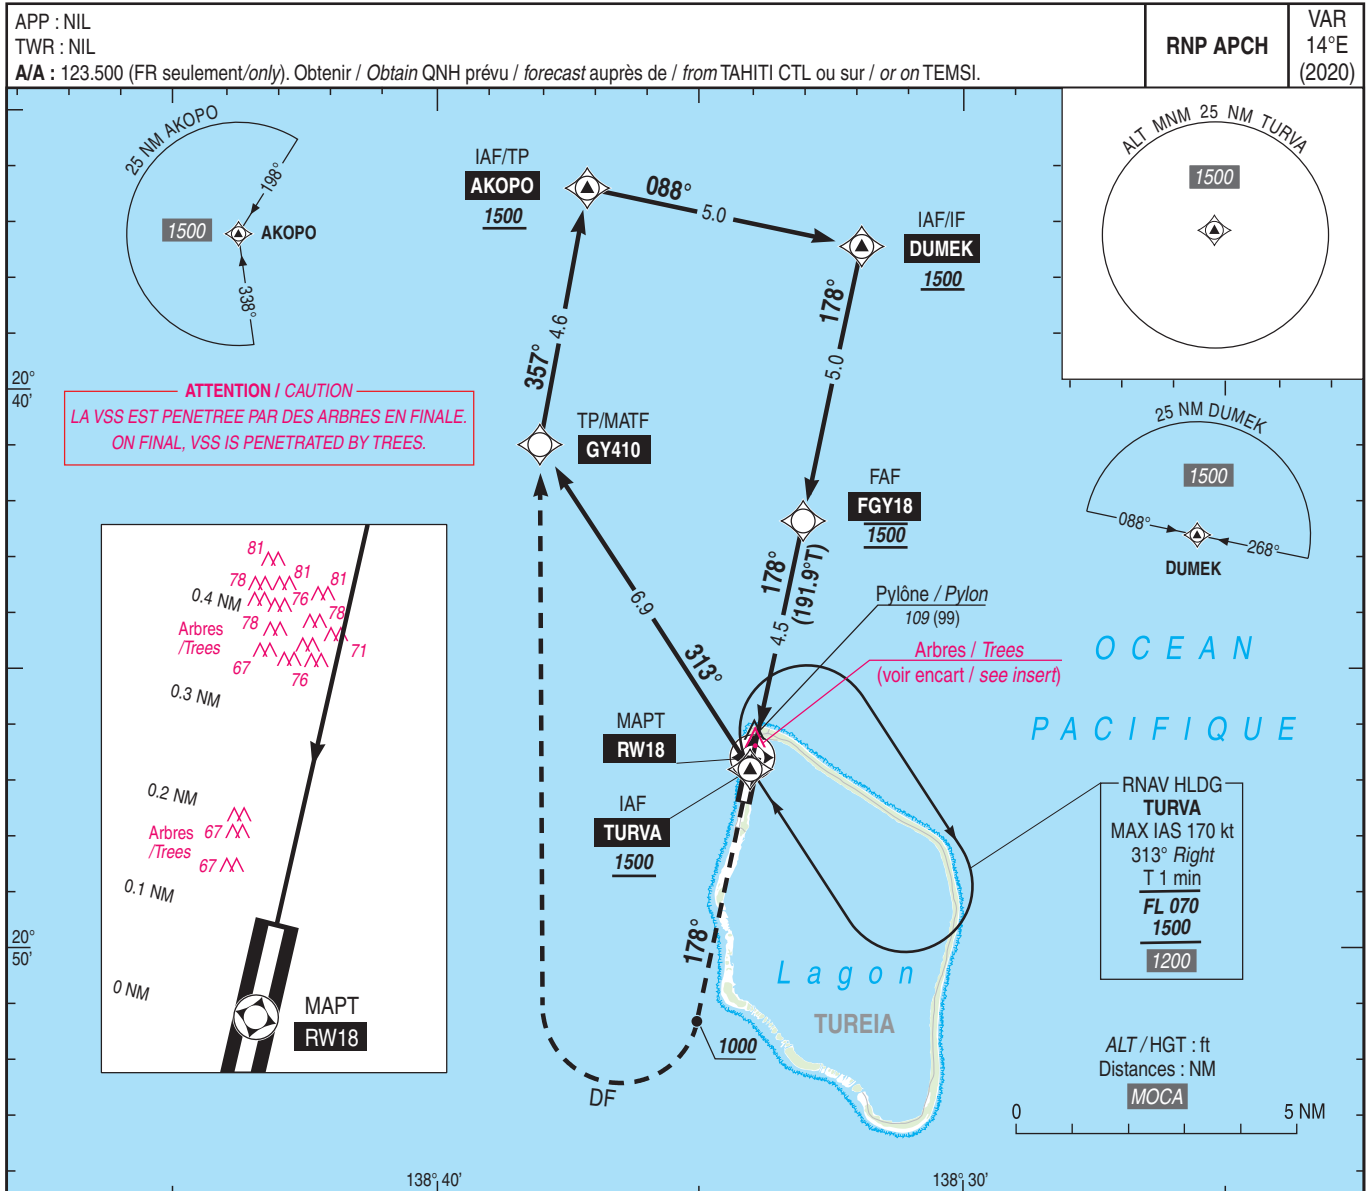 APP : NIL
TWR : NIL
A/A : 123.500 (FR seulement/only). Obtenir / Obtain QNH prévu / forecast auprès de / from TAHITI CTL ou sur / or on TEMSI.
RNP APCH
VAR
14°E
(2020)
25 NM AKOPO
198°
1500
AKOPO
338°
IAF/TP
AKOPO
1500
088°
5.0
IAF/IF
DUMEK
1500
ALT MNM 25 NM TURVA
1500
178°
5.0
4.6
357°
20°
40'
ATTENTION / CAUTION
LA VSS EST PENETREE PAR DES ARBRES EN FINALE.
ON FINAL, VSS IS PENETRATED BY TREES.
TP/MATF
GY410
25 NM DUMEK
1500
088°
268°
DUMEK
FAF
FGY18
1500
178°
(191.9°T)
4.5
6.9
313°
Pylône / Pylon
109 (99)
Arbres / Trees
(voir encart / see insert)
OCEAN
PACIFIQUE
81
78
81
81
0.4 NM
76
78
78
Arbres
/Trees
71
67
76
0.3 NM
0.2 NM
Arbres
/Trees
67
67
0.1 NM
0 NM
MAPT
RW18
MAPT
RW18
IAF
TURVA
1500
RNAV HLDG
TURVA
MAX IAS 170 kt
313° Right
T 1 min
FL 070
1500
1200
20°
50'
178°
Lagon
TUREIA
1000
DF
ALT / HGT : ft
Distances : NM
MOCA
0
5 NM
138° 40'
138° 30'